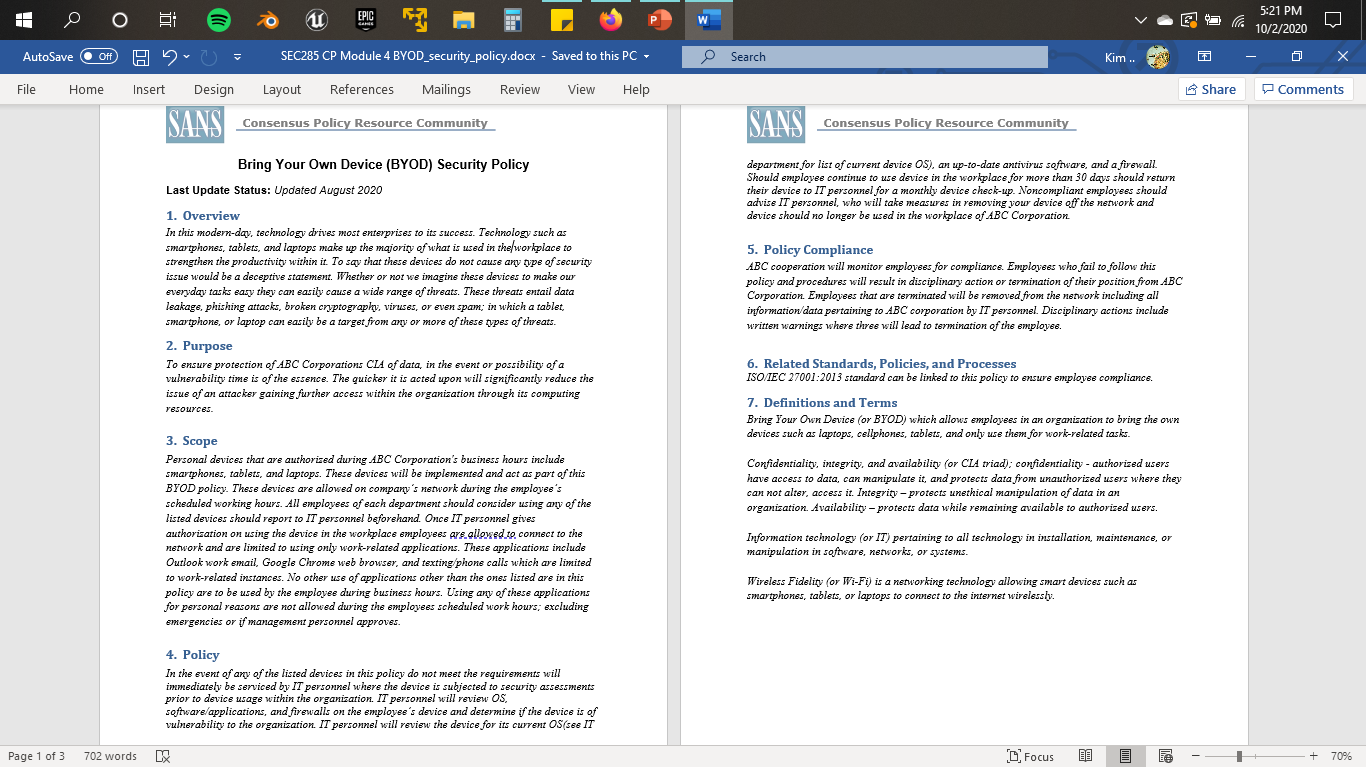 5:21 PM
10/2/2020
AutoSave Off SEC285 CP Module 4 BYOD_security_policy.docx - Saved to this PC Search Kim ..
File Home Insert Design Layout References Mailings Review View Help Share Comments
SANS Consensus Policy Resource Community
Bring Your Own Device (BYOD) Security Policy
Last Update Status: Updated August 2020
1. Overview
In this modern-day, technology drives most enterprises to its success. Technology such as
smartphones, tablets, and laptops make up the majority of what is used in the workplace to
strengthen the productivity within it. To say that these devices do not cause any type of security
issue would be a deceptive statement. Whether or not we imagine these devices to make our
everyday tasks easy they can easily cause a wide range of threats. These threats entail data
leakage, phishing attacks, broken cryptography, viruses, or even spam; in which a tablet,
smartphone, or laptop can easily be a target from any or more of these types of threats.
2. Purpose
To ensure protection of ABC Corporations CIA of data, in the event or possibility of a
vulnerability time is of the essence. The quicker it is acted upon will significantly reduce the
issue of an attacker gaining further access within the organization through its computing
resources.
3. Scope
Personal devices that are authorized during ABC Corporation's business hours include
smartphones, tablets, and laptops. These devices will be implemented and act as part of this
BYOD policy. These devices are allowed on company's network during the employee's
scheduled working hours. All employees of each department should consider using any of the
listed devices should report to IT personnel beforehand. Once IT personnel gives
authorization on using the device in the workplace employees are allowed to connect to the
network and are limited to using only work-related applications. These applications include
Outlook work email, Google Chrome web browser, and texting/phone calls which are limited
to work-related instances. No other use of applications other than the ones listed are in this
policy are to be used by the employee during business hours. Using any of these applications
for personal reasons are not allowed during the employees scheduled work hours; excluding
emergencies or if management personnel approves.
4. Policy
In the event of any of the listed devices in this policy do not meet the requirements will
immediately be serviced by IT personnel where the device is subjected to security assessments
prior to device usage within the organization. IT personnel will review OS,
software/applications, and firewalls on the employee's device and determine if the device is of
vulnerability to the organization. IT personnel will review the device for its current OS(see IT
SANS Consensus Policy Resource Community
department for list of current device OS), an up-to-date antivirus software, and a firewall.
Should employee continue to use device in the workplace for more than 30 days should return
their device to IT personnel for a monthly device check-up. Noncompliant employees should
advise IT personnel, who will take measures in removing your device off the network and
device should no longer be used in the workplace of ABC Corporation.
5. Policy Compliance
ABC cooperation will monitor employees for compliance. Employees who fail to follow this
policy and procedures will result in disciplinary action or termination of their position from ABC
Corporation. Employees that are terminated will be removed from the network including all
information/data pertaining to ABC corporation by IT personnel. Disciplinary actions include
written warnings where three will lead to termination of the employee.
6. Related Standards, Policies, and Processes
ISO/IEC 27001:2013 standard can be linked to this policy to ensure employee compliance.
7. Definitions and Terms
Bring Your Own Device (or BYOD) which allows employees in an organization to bring the own
devices such as laptops, cellphones, tablets, and only use them for work-related tasks.
Confidentiality, integrity, and availability (or CIA triad); confidentiality - authorized users
have access to data, can manipulate it, and protects data from unauthorized users where they
can not alter, access it. Integrity – protects unethical manipulation of data in an
organization. Availability – protects data while remaining available to authorized users.
Information technology (or IT) pertaining to all technology in installation, maintenance, or
manipulation in software, networks, or systems.
Wireless Fidelity (or Wi-Fi) is a networking technology allowing smart devices such as
smartphones, tablets, or laptops to connect to the internet wirelessly.
Page 1 of 3 702 words Focus 70%